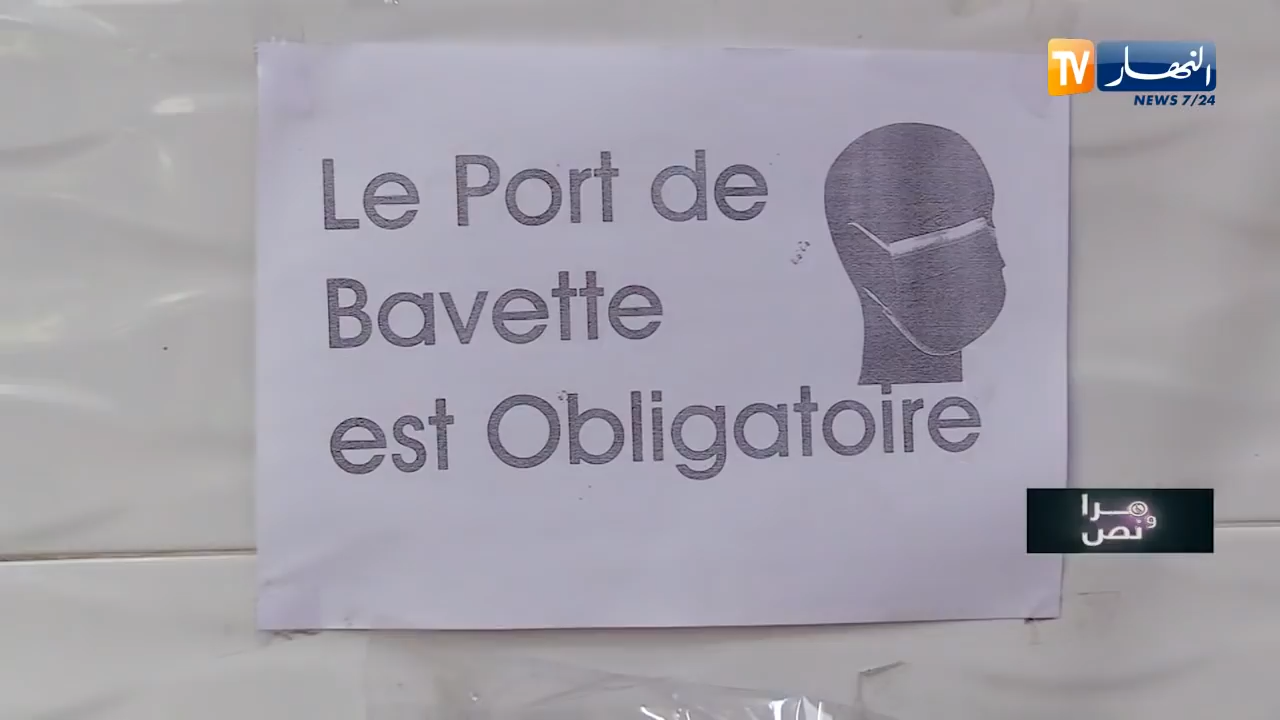 النهار TV
NEWS 7/24
Le Port de
Bavette
est Obligatoire
مرا و
نص